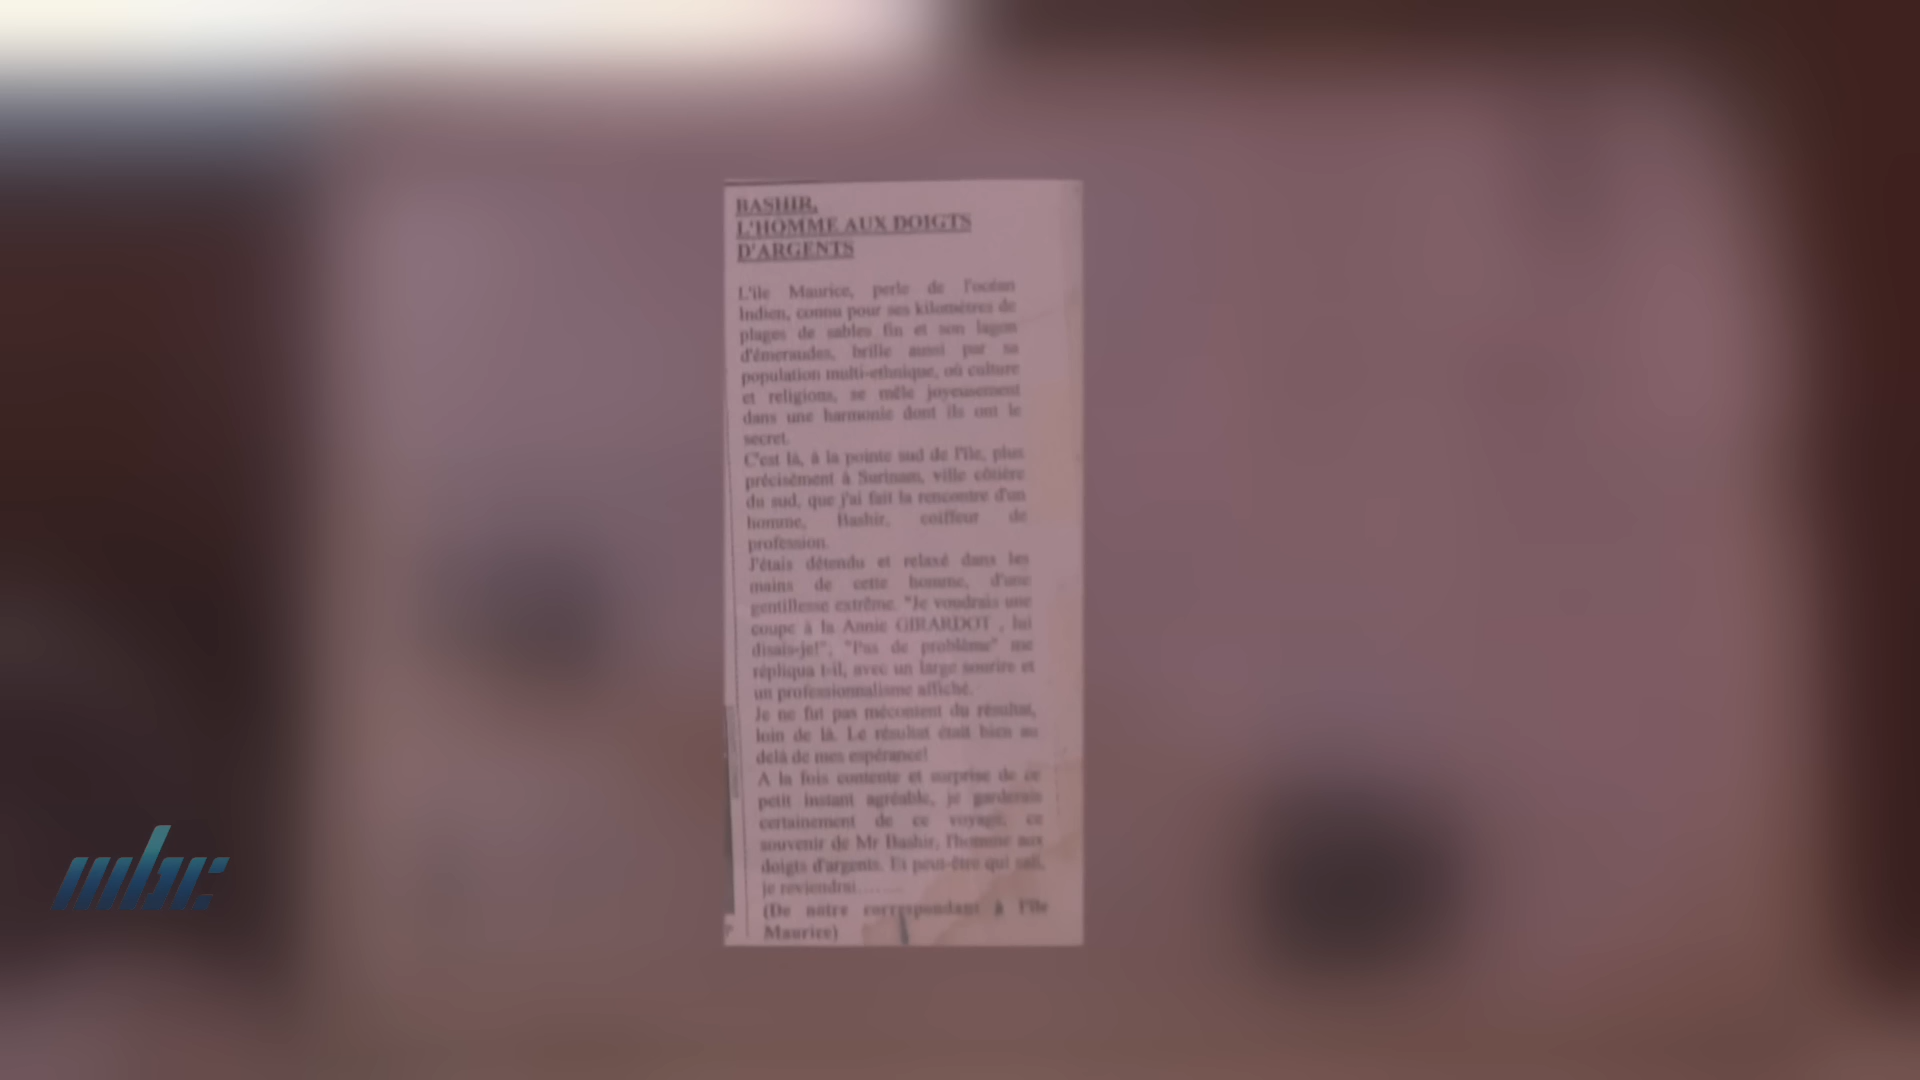 BASHIR,
L'HOMME AUX DOIGTS
D'ARGENTS
L'île Maurice, perle de l'océan
Indien, connu pour ses kilomètres de
plages de sables fin et son lagon
d'émeraudes, brille aussi par sa
population multi-ethnique, où culture
et religions, se mêle joyeusement
dans une harmonie dont ils ont le
secret.
C'est là, à la pointe sud de l'île, plus
précisèment à Surinam, ville côtière
du sud, que j'ai fait la rencontre d'un
homme, Bashir, coiffeur de
profession.
J'étais détendu et relaxé dans les
mains de cette homme, d'une
gentillesse extrême. "Je voudrais une
coupe à la Annie GIRARDOT , lui
disais-je!", "Pas de problème" me
répliqua t-il, avec un large sourire et
un professionnalisme affiché.
Je ne fut pas mécontent du résultat,
loin de là. Le résultat était bien au
delà de mes espérance!
A la fois contente et surprise de ce
petit instant agréable, je garderais
certainement de ce voyage, ce
souvenir de Mr Bashir, l'homme aux
doigts d'argents. Et peut-être qui sait,
je reviendrai.......
(De notre correspondant à l'île
Maurice)
mbc